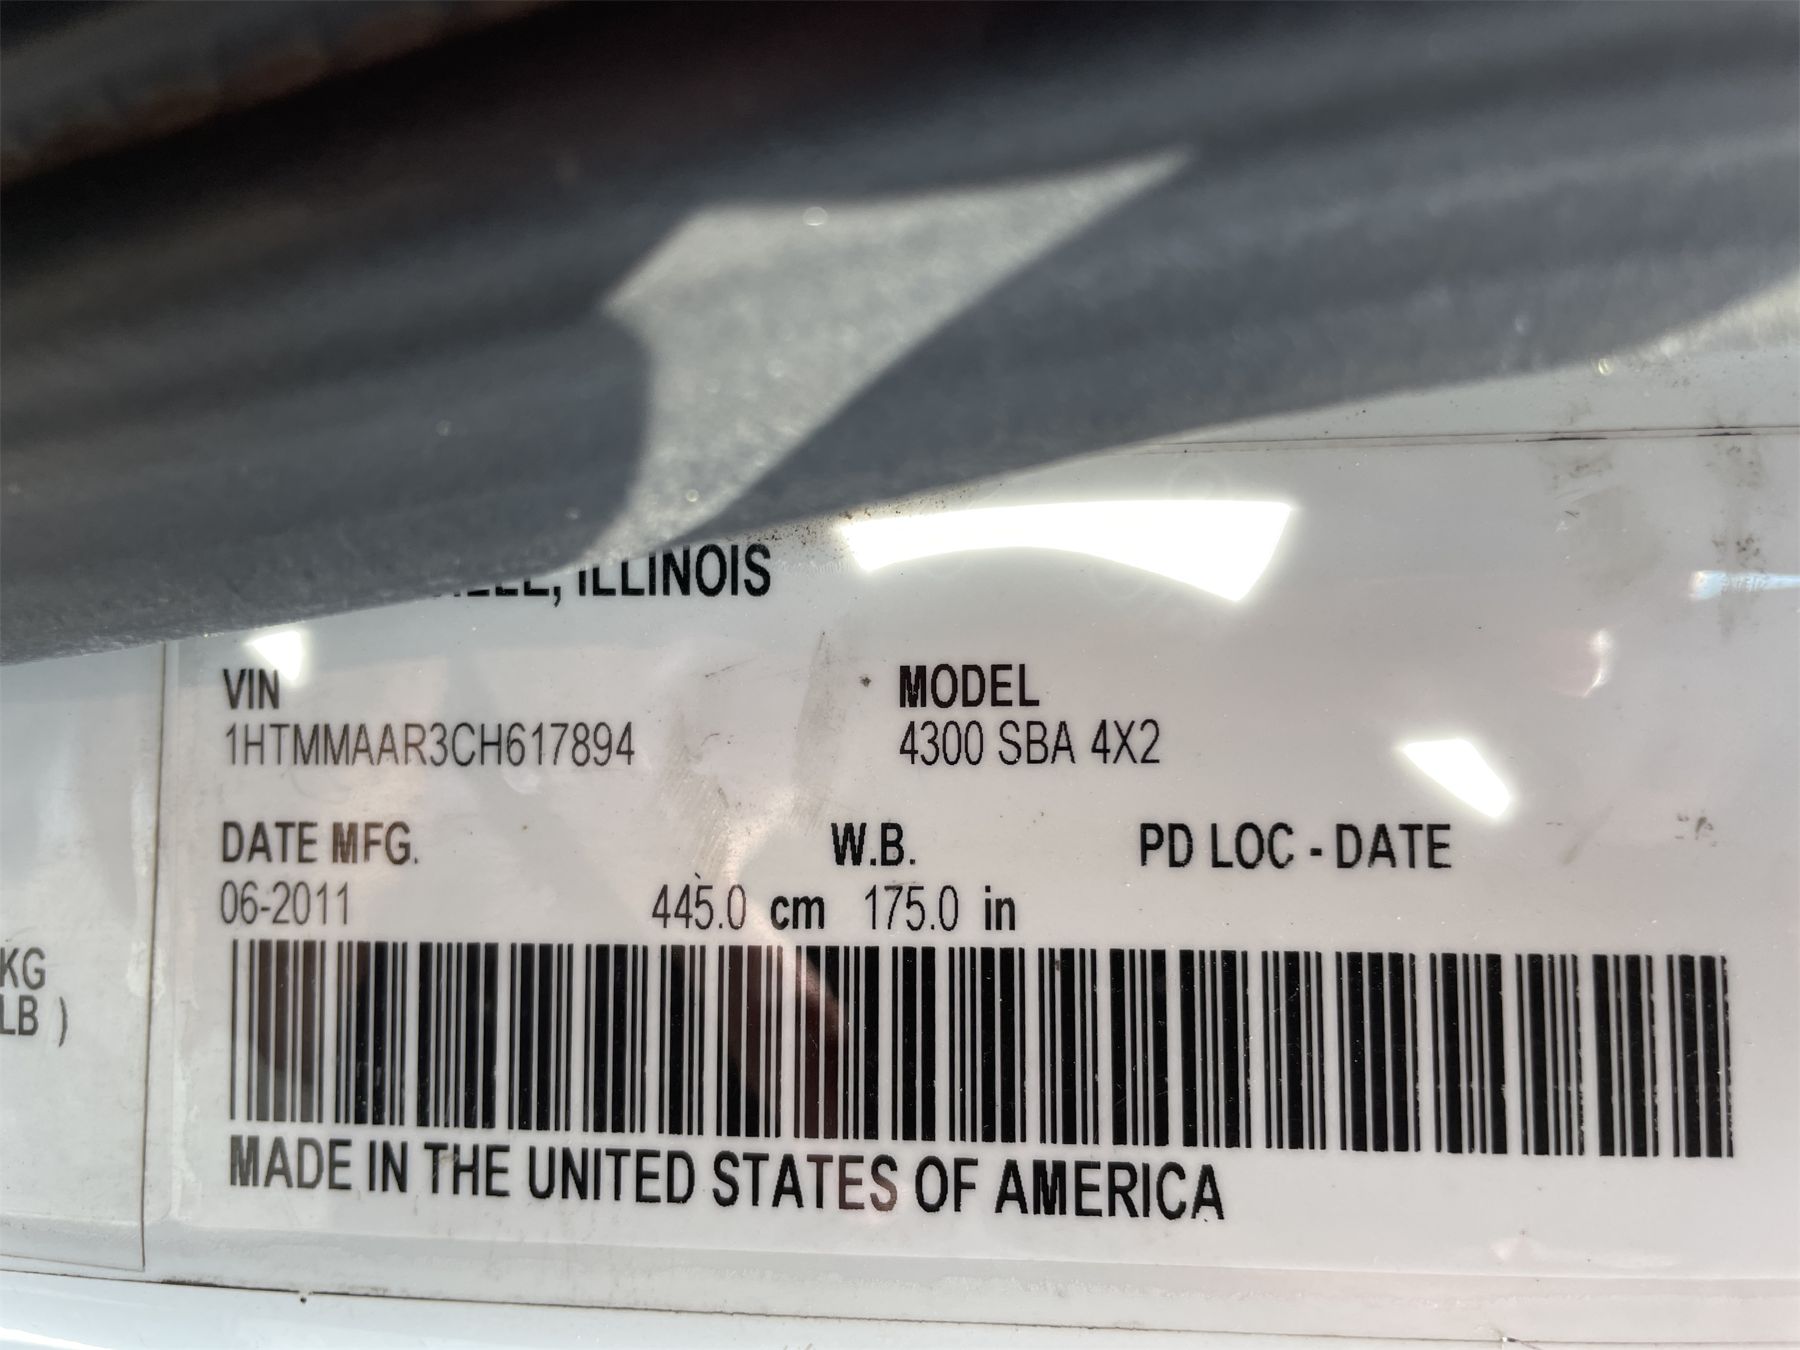 ILLINOIS
VIN
1HTMMAAR3CH617894
MODEL
4300 SBA 4X2
DATE MFG.
06-2011
W.B.
445.0 cm 175.0 in
PD LOC - DATE
KG
LB )
MADE IN THE UNITED STATES OF AMERICA